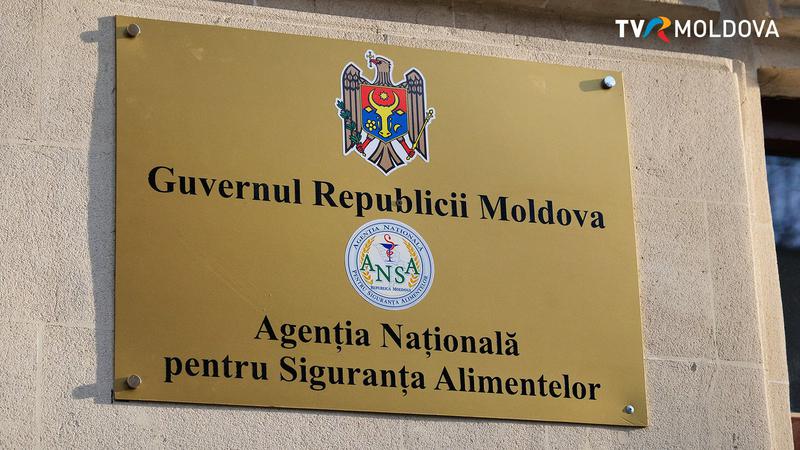 TVR MOLDOVA
Guvernul Republicii Moldova
AGENȚIA NAȚIONALĂ
ANSA
REPUBLICA MOLDOVA
PENTRU SIGURANȚA ALIMENTELOR
Agenția Națională
pentru Siguranța Alimentelor